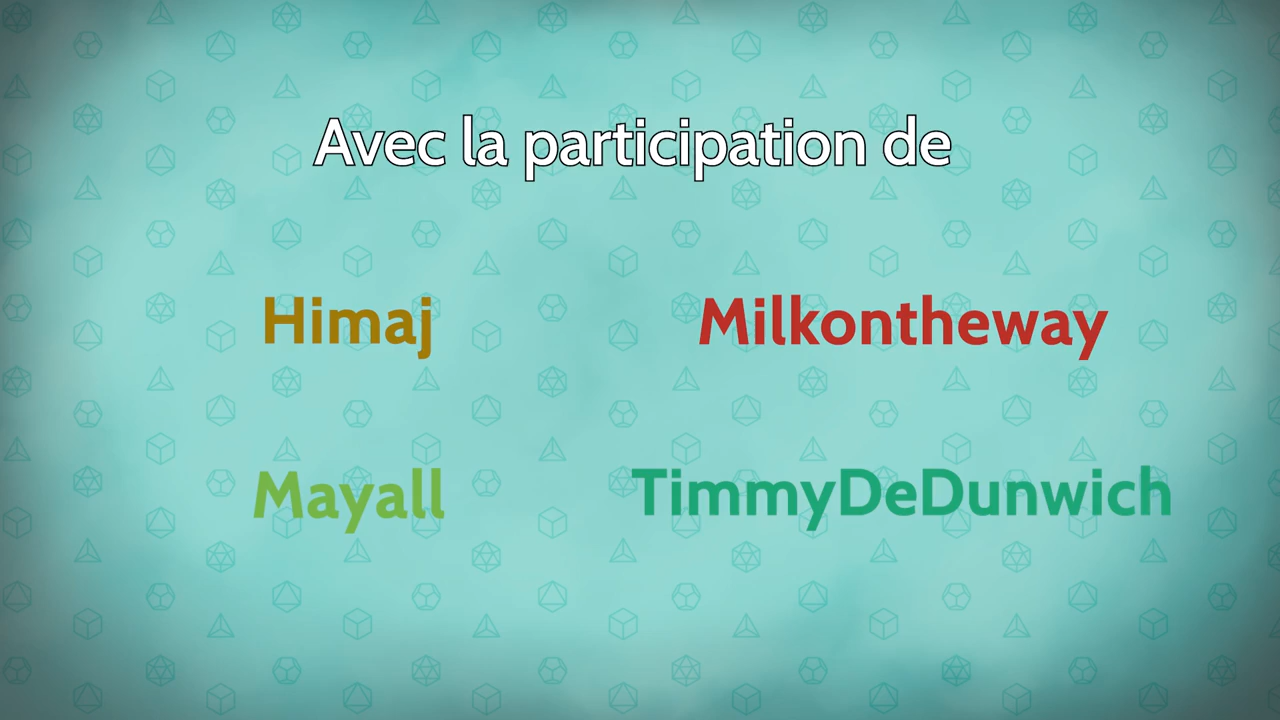 Avec la participation de
Himaj
Milkontheway
Mayall
TimmyDeDunwich